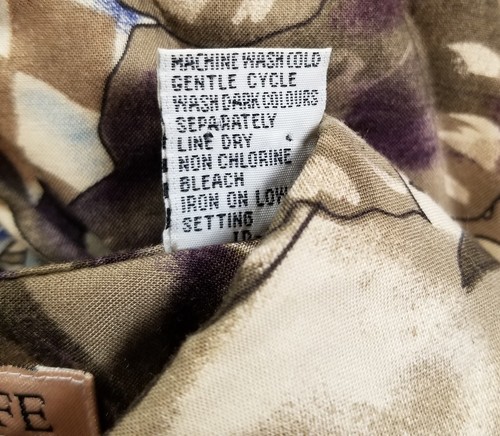 MACHINE WASH COLD
GENTLE CYCLE
WASH DARK COLOURS
SEPARATELY
LINE DRY
NON CHLORINE
BLEACH
IRON ON LOW
SETTING